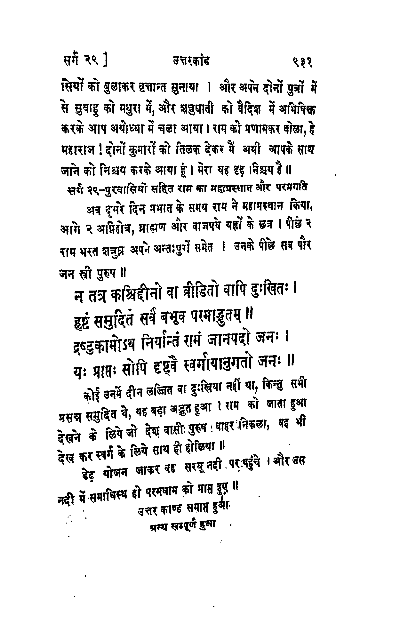 सर्ग २९ ] उत्तरकांड ९३१
सियों को बुलाकर वृत्तान्त सुनाया । और अपने दोनों पुत्रों में
से सुबाहु को मथुरा में, और शत्रुघाती को वैदिश में अभिषिक्त
करके आप अयोध्या में चला आया । राम को प्रणामकर बोला, हे
महाराज ! दोनों कुमारों को तिलक देकर मैं अभी आपके साथ
जाने को निश्चय करके आया हूं । मेरा यह दृढ़ निश्चय है ॥
सर्ग २९-पुरवासियों सहित राम का महाप्रस्थान और परमगति
अब दूसरे दिन प्रभात के समय राम ने महाप्रस्थान किया,
आगे २ अग्निहोत्र, ब्राह्मण और वाजपेय यज्ञों के छत्र । पीछे २
राम भरत शत्रुघ्न अपने अन्तःपुरों समेत । उनके पीछे सब पौर
जन स्त्री पुरुष ॥
न तत्र कश्चिद्दीनो वा व्रीडितो वापि दुःखितः ।
हृष्टं समुदितं सर्वं बभूव परमाद्भुतम् ॥
द्रष्टुकामोऽथ निर्यान्तं रामं जानपदो जनः ।
यः प्राप्तः सोपि दृष्ट्वै स्वर्गायानुगतो जनः ॥
कोई उनमें दीन लज्जित वा दुःखिया नहीं था, किन्तु सभी
प्रसन्न समुदित थे, यह बड़ा अद्भुत हुआ । राम को जाता हुआ
देखने के लिये जो देश वासी पुरुष बाहर निकला, वह भी
देख कर स्वर्ग के लिये साथ ही होलिया ॥
डेढ़ योजन जाकर वह सरयू नदी पर पहुंचे । और उस
नदी में समाधिस्थ हो परमधाम को प्राप्त हुए ॥
उत्तर काण्ड समाप्त हुआ
ग्रन्थ सम्पूर्ण हुआ